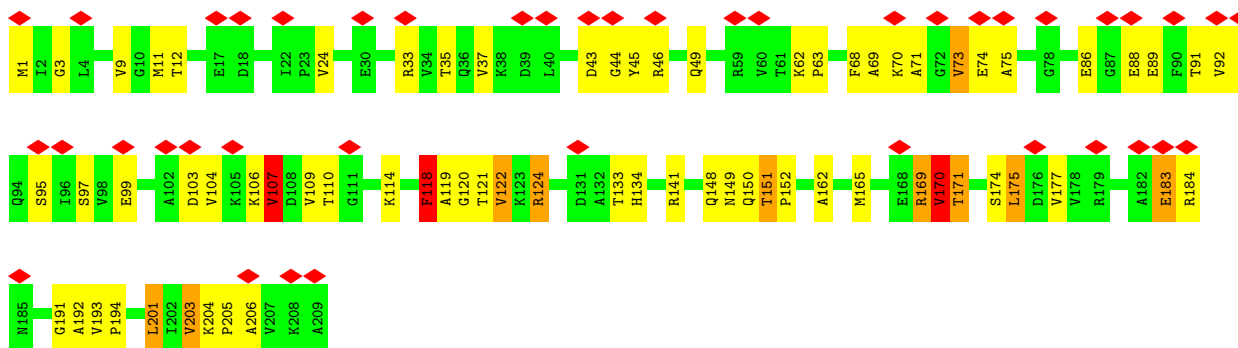 M1 I2 G3 L4 V9 G10 M11 T12 E17 D18 I22 P23 V24 E30 R33 V34 T35 Q36 V37 K38 D39 L40 D43 G44 Y45 R46 Q49 R59 V60 T61 K62 P63 F68 A69 K70 A71 G72 V73 E74 A75 G78 E86 G87 E88 E89 F90 T91 V92
Q94 S95 I96 S97 V98 E99 A102 D103 V104 K105 K106 V107 D108 V109 T110 G111 K114 F118 A119 G120 T121 V122 K123 R124 D131 A132 T133 H134 R141 Q148 N149 Q150 T151 P152 A162 M165 E168 R169 V170 T171 S174 L175 D176 V177 V178 R179 A182 E183 R184
N185 G191 A192 V193 P194 L201 I202 V203 K204 P205 A206 V207 K208 A209